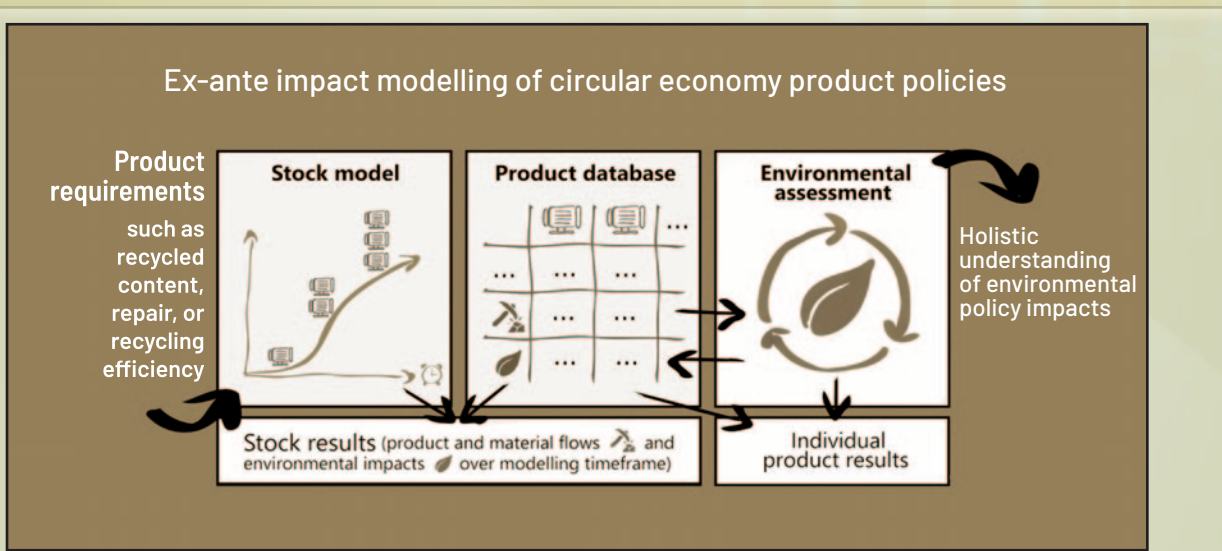 Ex-ante impact modelling of circular economy product policies
Product
requirements
such as
recycled
content,
repair, or
recycling
efficiency
Stock model
Product database
...
... ... ...
... ...
... ...
Environmental
assessment
Holistic
understanding
of environmental
policy impacts
Stock results (product and material flows and
environmental impacts over modelling timeframe)
Individual
product results